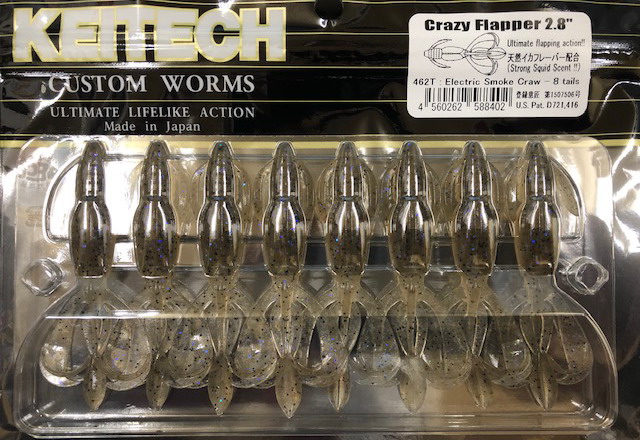 KEITECH
CUSTOM WORMS
ULTIMATE LIFELIKE ACTION
Made in Japan
Crazy Flapper 2.8"
Ultimate flapping action!!
天然イカフレーバー配合
(Strong Squid Scent !!)
462T : Electric Smoke Craw - 8 tails
4 560262 588402
登録意匠 第1501506号
U.S. Pat. D721,416